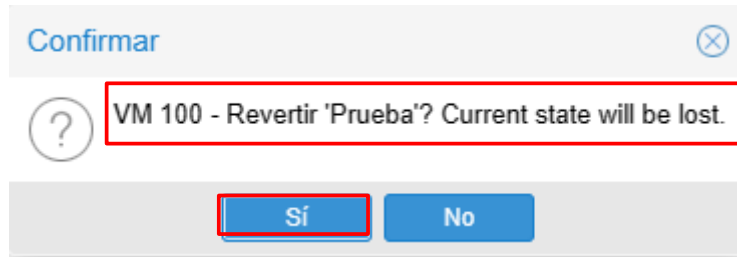 Confirmar
VM 100 - Revertir 'Prueba'? Current state will be lost.
Sí
No